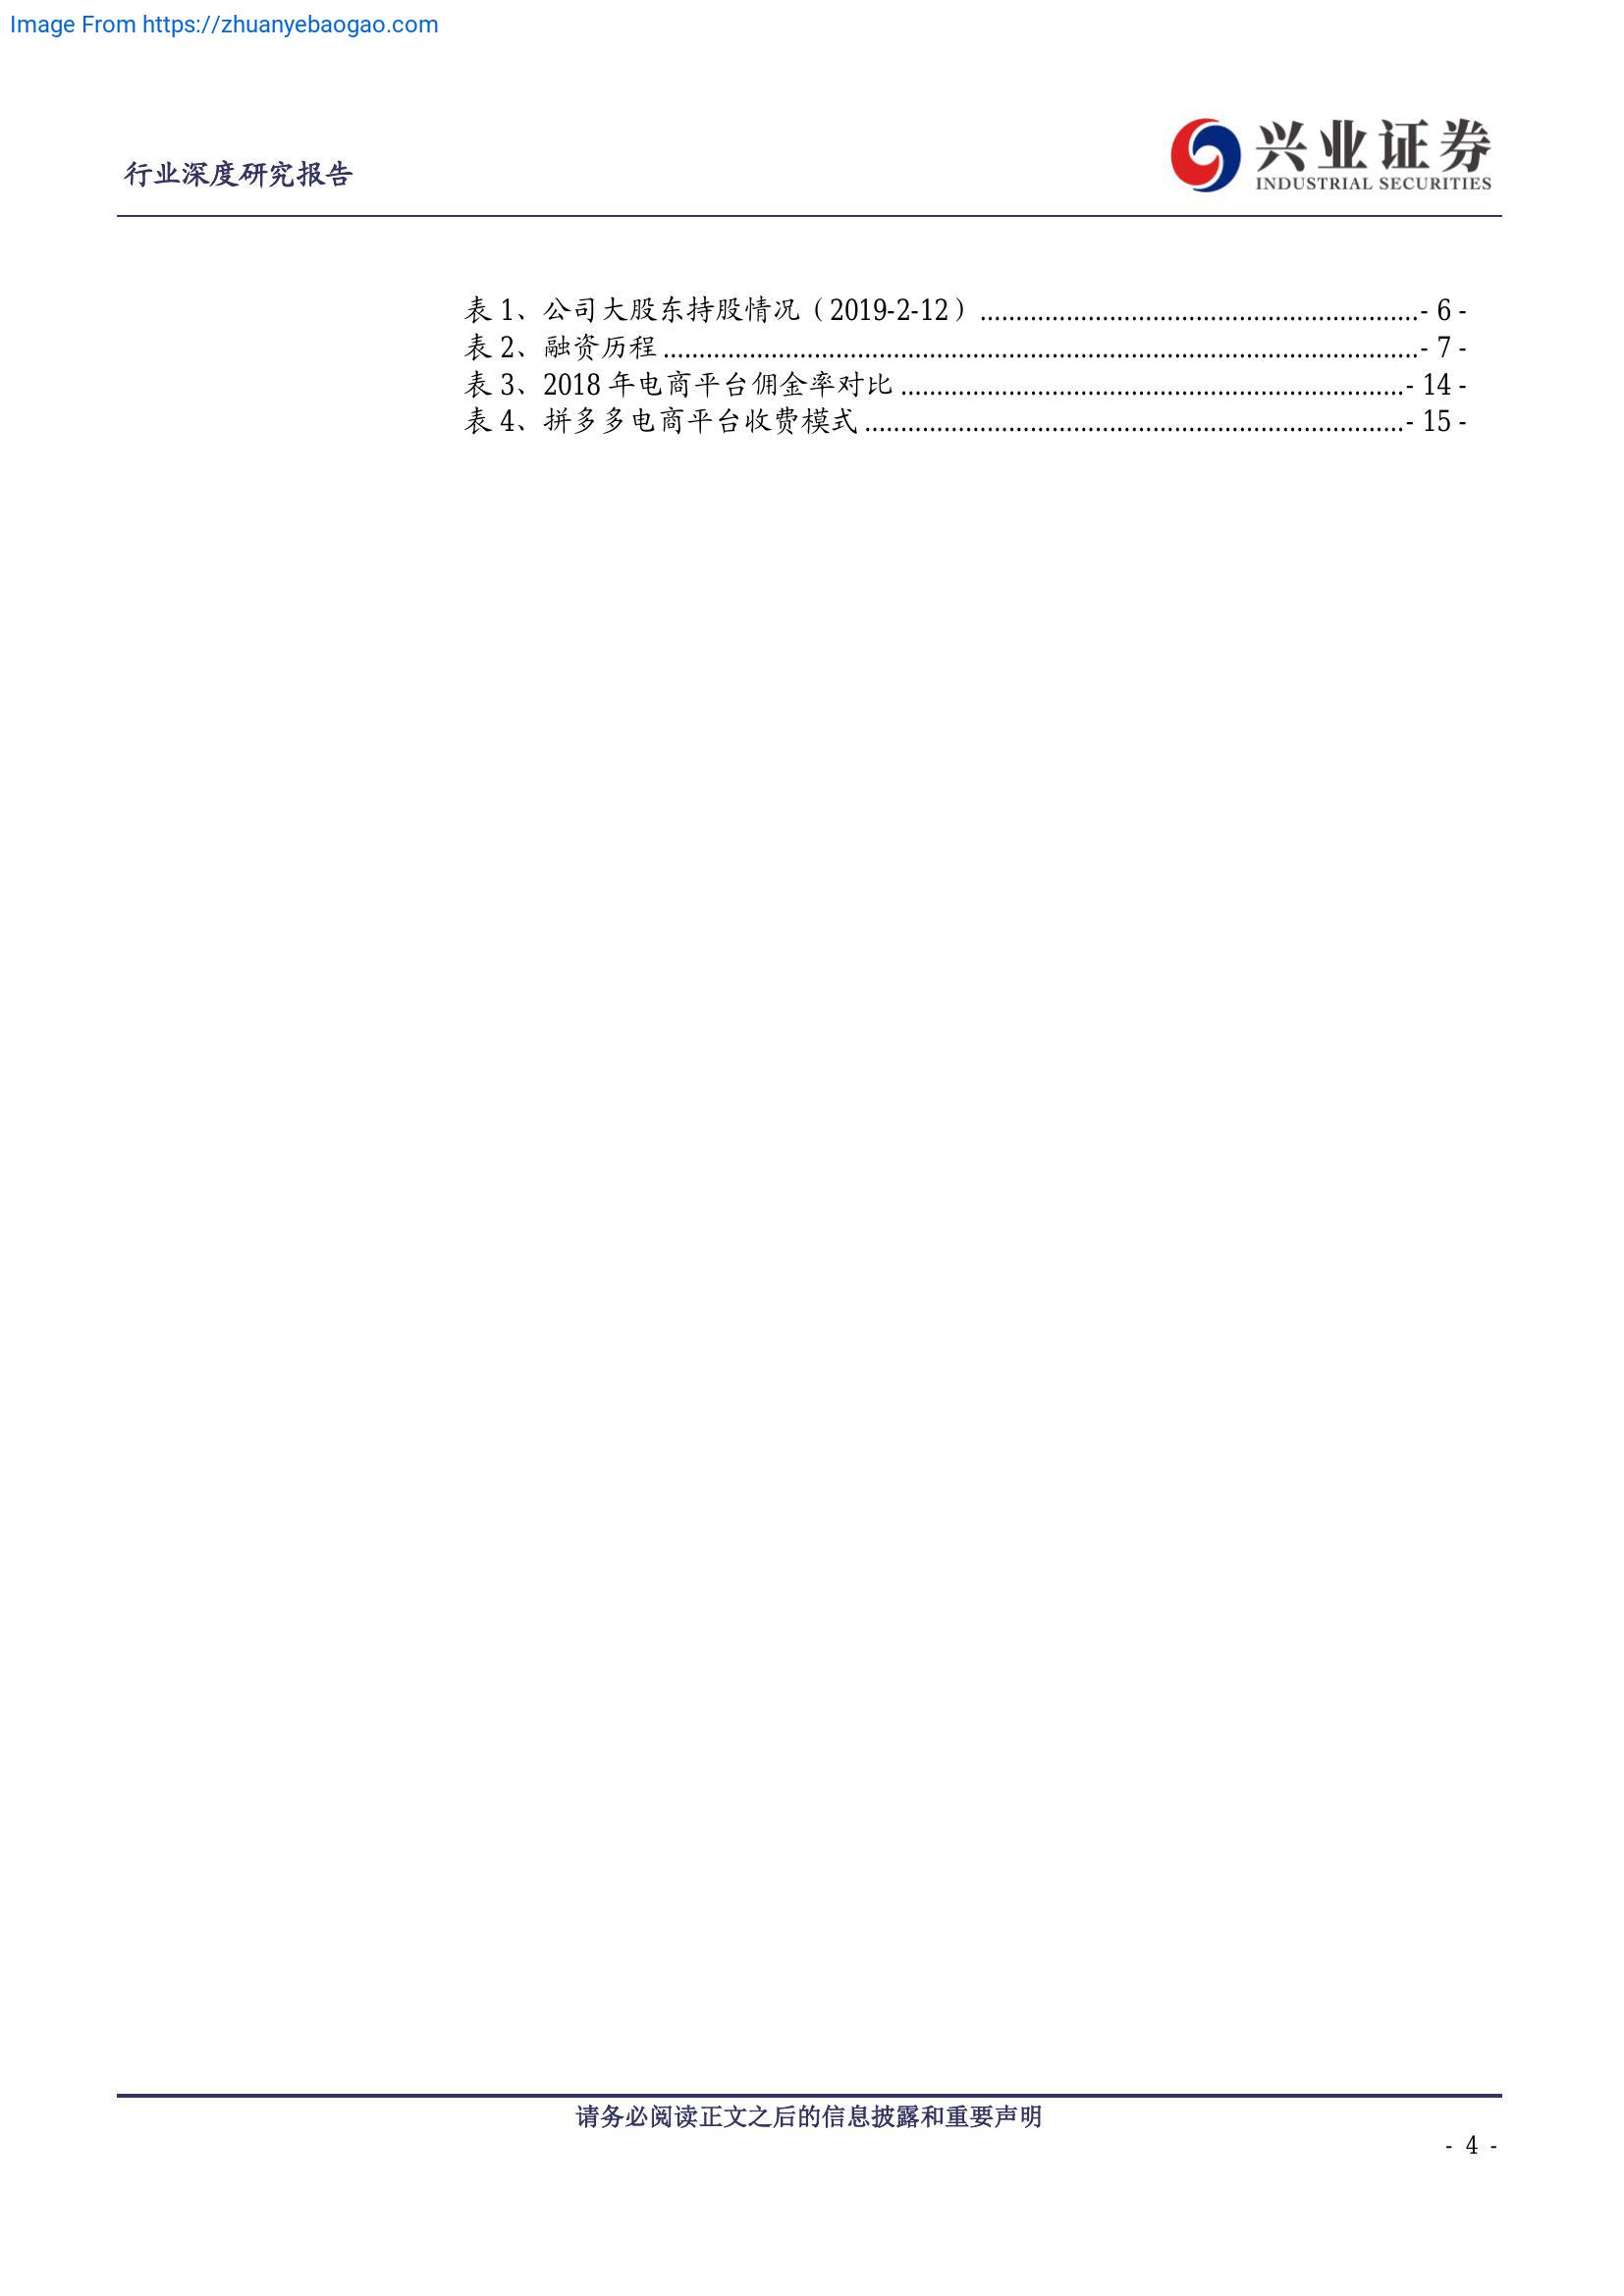 Image From https://zhuanyebaogao.com
行业深度研究报告
兴业证券
INDUSTRIAL SECURITIES
表 1、公司大股东持股情况（2019-2-12）.............................................................- 6 -
表 2、融资历程.........................................................................................................- 7 -
表 3、2018 年电商平台佣金率对比......................................................................- 14 -
表 4、拼多多电商平台收费模式...........................................................................- 15 -
请务必阅读正文之后的信息披露和重要声明
- 4 -